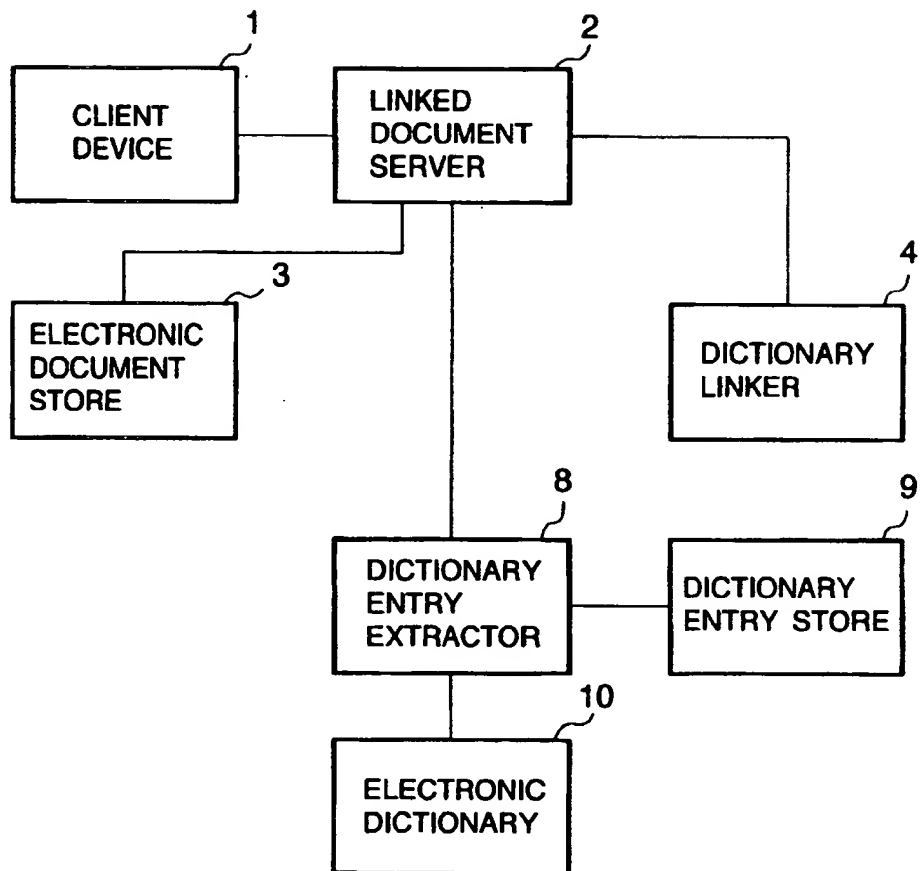 1
CLIENT
DEVICE
2
LINKED
DOCUMENT
SERVER
3
ELECTRONIC
DOCUMENT
STORE
4
DICTIONARY
LINKER
8
DICTIONARY
ENTRY
EXTRACTOR
9
DICTIONARY
ENTRY STORE
10
ELECTRONIC
DICTIONARY